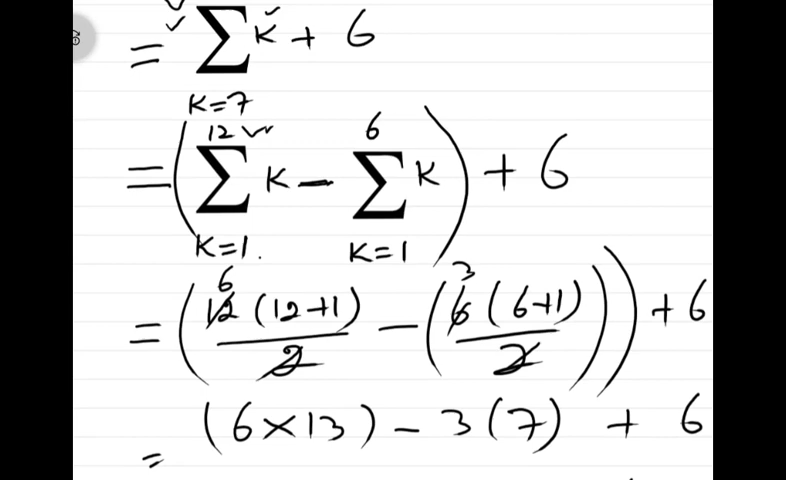 = ∑ K + 6
K=7
= ( 12 ∑ K=1. K − 6 ∑ K=1 K ) + 6
= ( 6 12 (12+1) / 2 − ( 3 6 (6+1) / 2 ) ) + 6
= (6×13) − 3(7) + 6